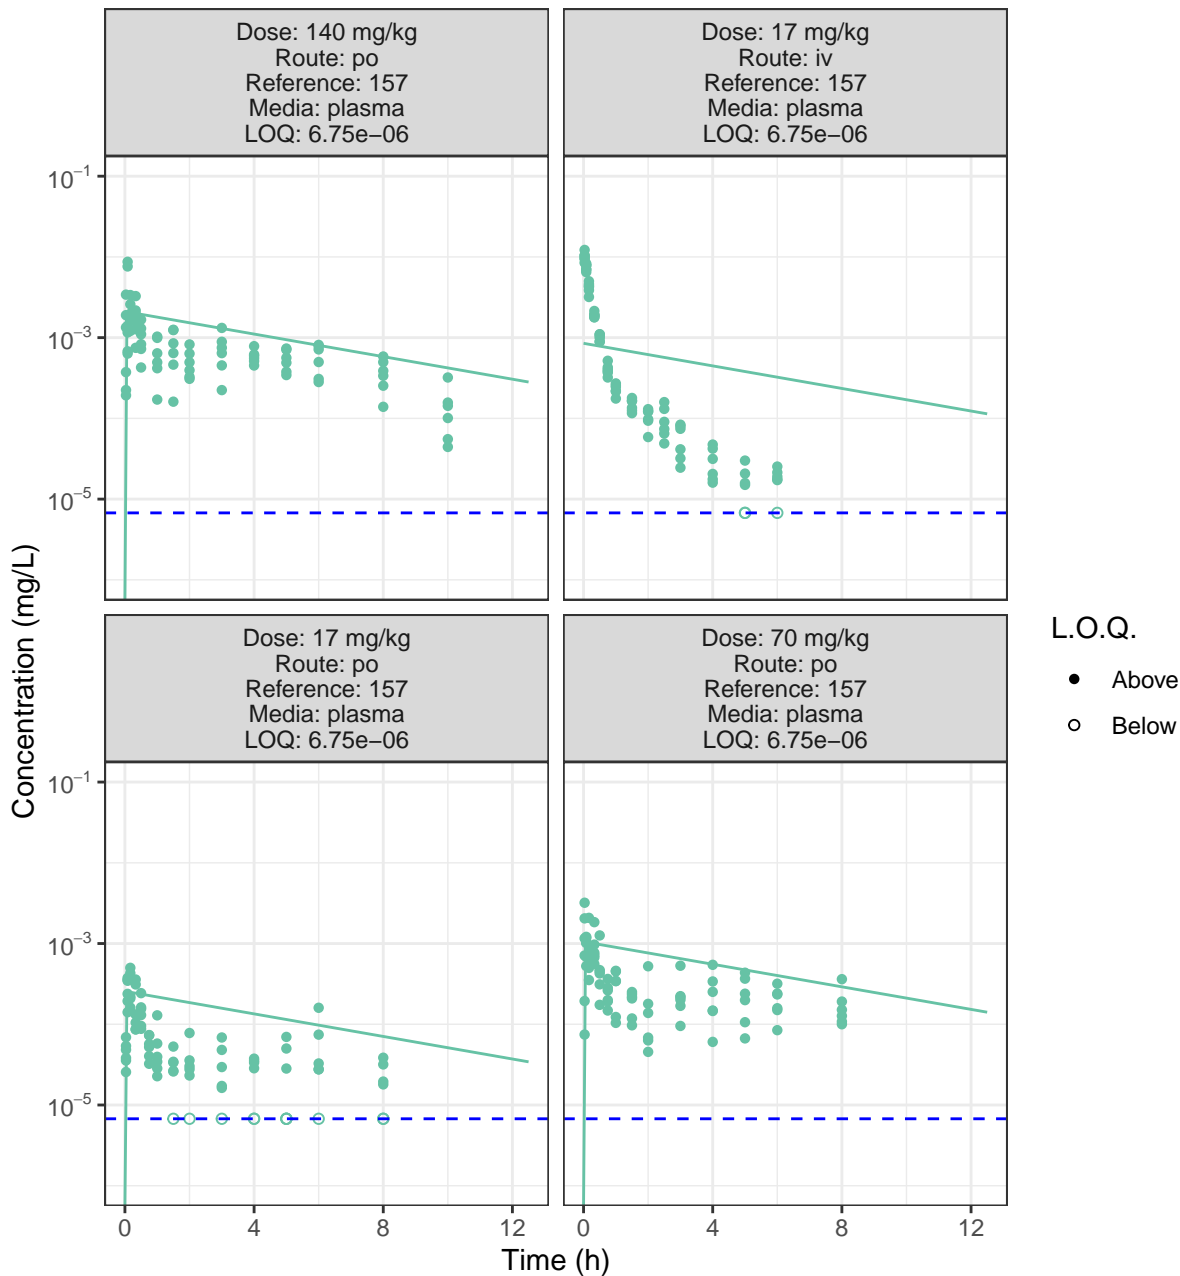 Dose: 140 mg/kg
Route: po
Reference: 157
Media: plasma
LOQ: 6.75e−06
Dose: 17 mg/kg
Route: iv
Reference: 157
Media: plasma
LOQ: 6.75e−06
10⁻¹
10⁻³
10⁻⁵
Dose: 17 mg/kg
Route: po
Reference: 157
Media: plasma
LOQ: 6.75e−06
Dose: 70 mg/kg
Route: po
Reference: 157
Media: plasma
LOQ: 6.75e−06
10⁻¹
10⁻³
10⁻⁵
0 4 8 12
0 4 8 12
Time (h)
Concentration (mg/L)
L.O.Q.
Above
Below